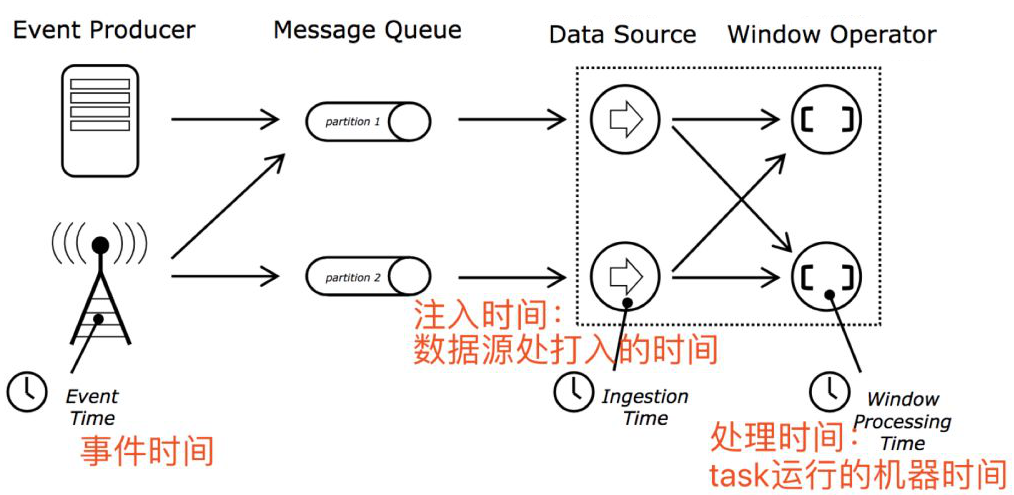 Event Producer
Message Queue
Data Source
Window Operator
partition 1
partition 2
注入时间：
数据源处打入的时间
Event
Time
事件时间
Ingestion
Time
Window
Processing
Time
处理时间：
task运行的机器时间